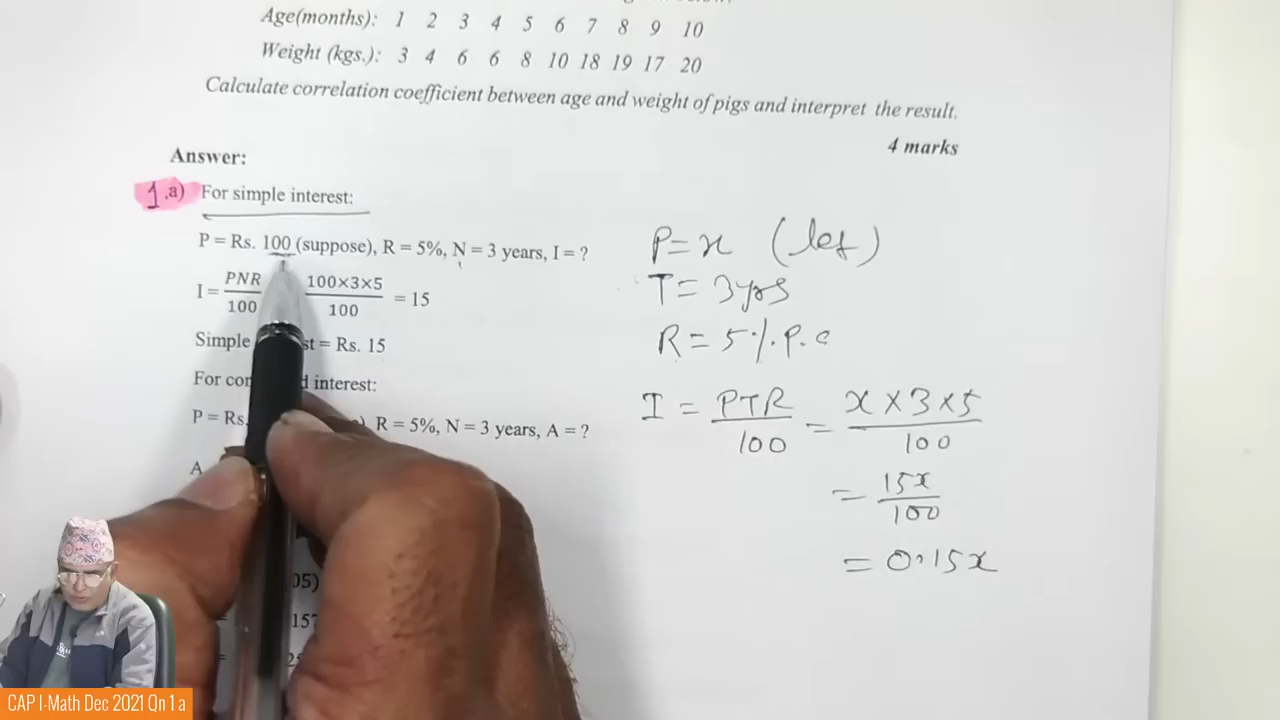 Age(months): 1 2 3 4 5 6 7 8 9 10
Weight (kgs.): 3 4 6 6 8 10 18 19 17 20
Calculate correlation coefficient between age and weight of pigs and interpret the result.
4 marks
Answer:
1.a) For simple interest:
P = Rs. 100 (suppose), R = 5%, N = 3 years, I = ?
I = PNR/100 100×3×5/100 = 15
Simple = Rs. 15
For interest:
P = Rs. R = 5%, N = 3 years, A = ?
A
05)
157
P = x (let)
T = 3 yrs
R = 5 % P.a
I = PTR/100 = x×3×5/100
= 15x/100
= 0.15x
CAP I-Math Dec 2021 Qn 1 a